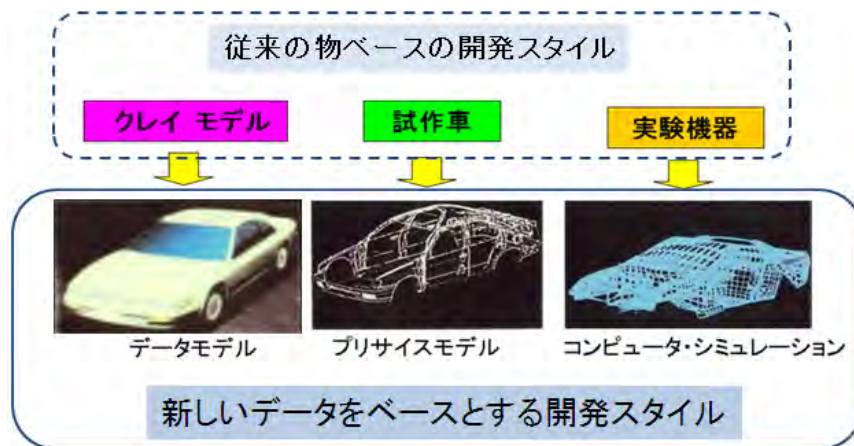 従来の物ベースの開発スタイル
クレイ モデル
試作車
実験機器
データモデル
プリサイスモデル
コンピュータ・シミュレーション
新しいデータをベースとする開発スタイル